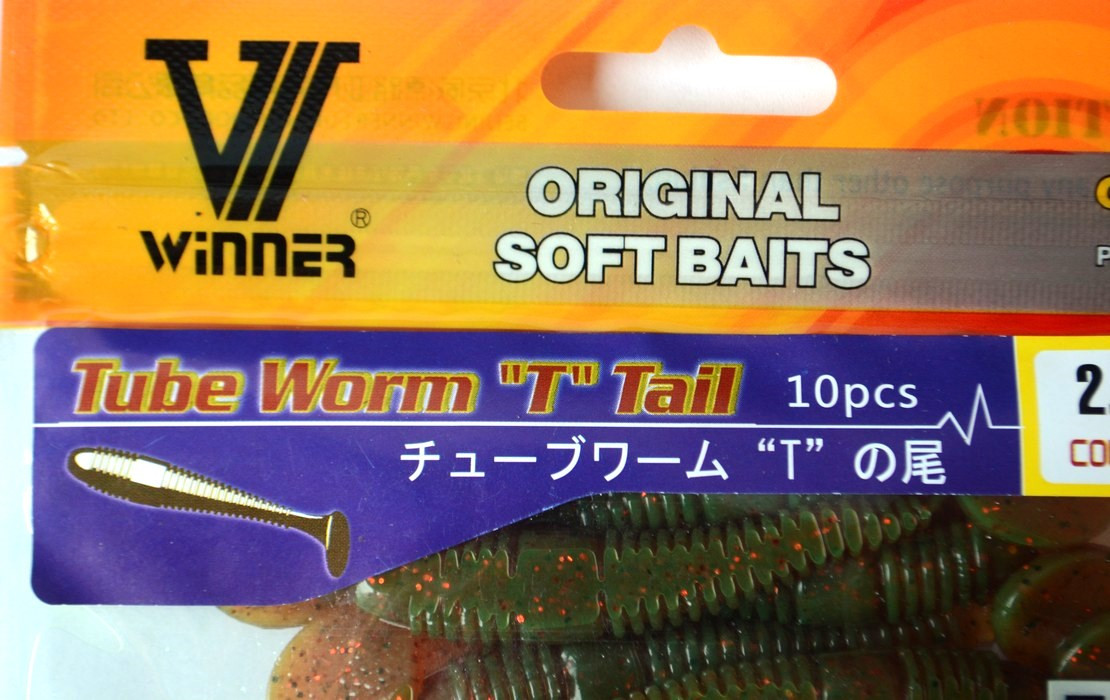 WiNNER®
ORIGINAL
SOFT BAITS
Tube Worm "T" Tail
10pcs
チューブワーム “T” の尾